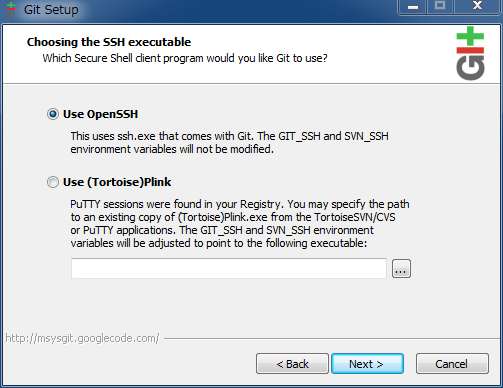 Git Setup
Choosing the SSH executable
Which Secure Shell client program would you like Git to use?
GIT
Use OpenSSH
This uses ssh.exe that comes with Git. The GIT_SSH and SVN_SSH
environment variables will not be modified.
Use (Tortoise)Plink
PuTTY sessions were found in your Registry. You may specify the path
to an existing copy of (Tortoise)Plink.exe from the TortoiseSVN/CVS
or PuTTY applications. The GIT_SSH and SVN_SSH environment
variables will be adjusted to point to the following executable:
...
http://msysgit.googlecode.com/
< Back
Next >
Cancel